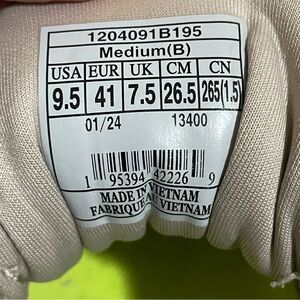 1204091B195
Medium(B)
USA EUR UK CM CN
9.5 41 7.5 26.5 265(1.5)
01/24 13400
1 95394 42226 9
MADE IN VIETNAM
FABRIQUE AU VIETNAM